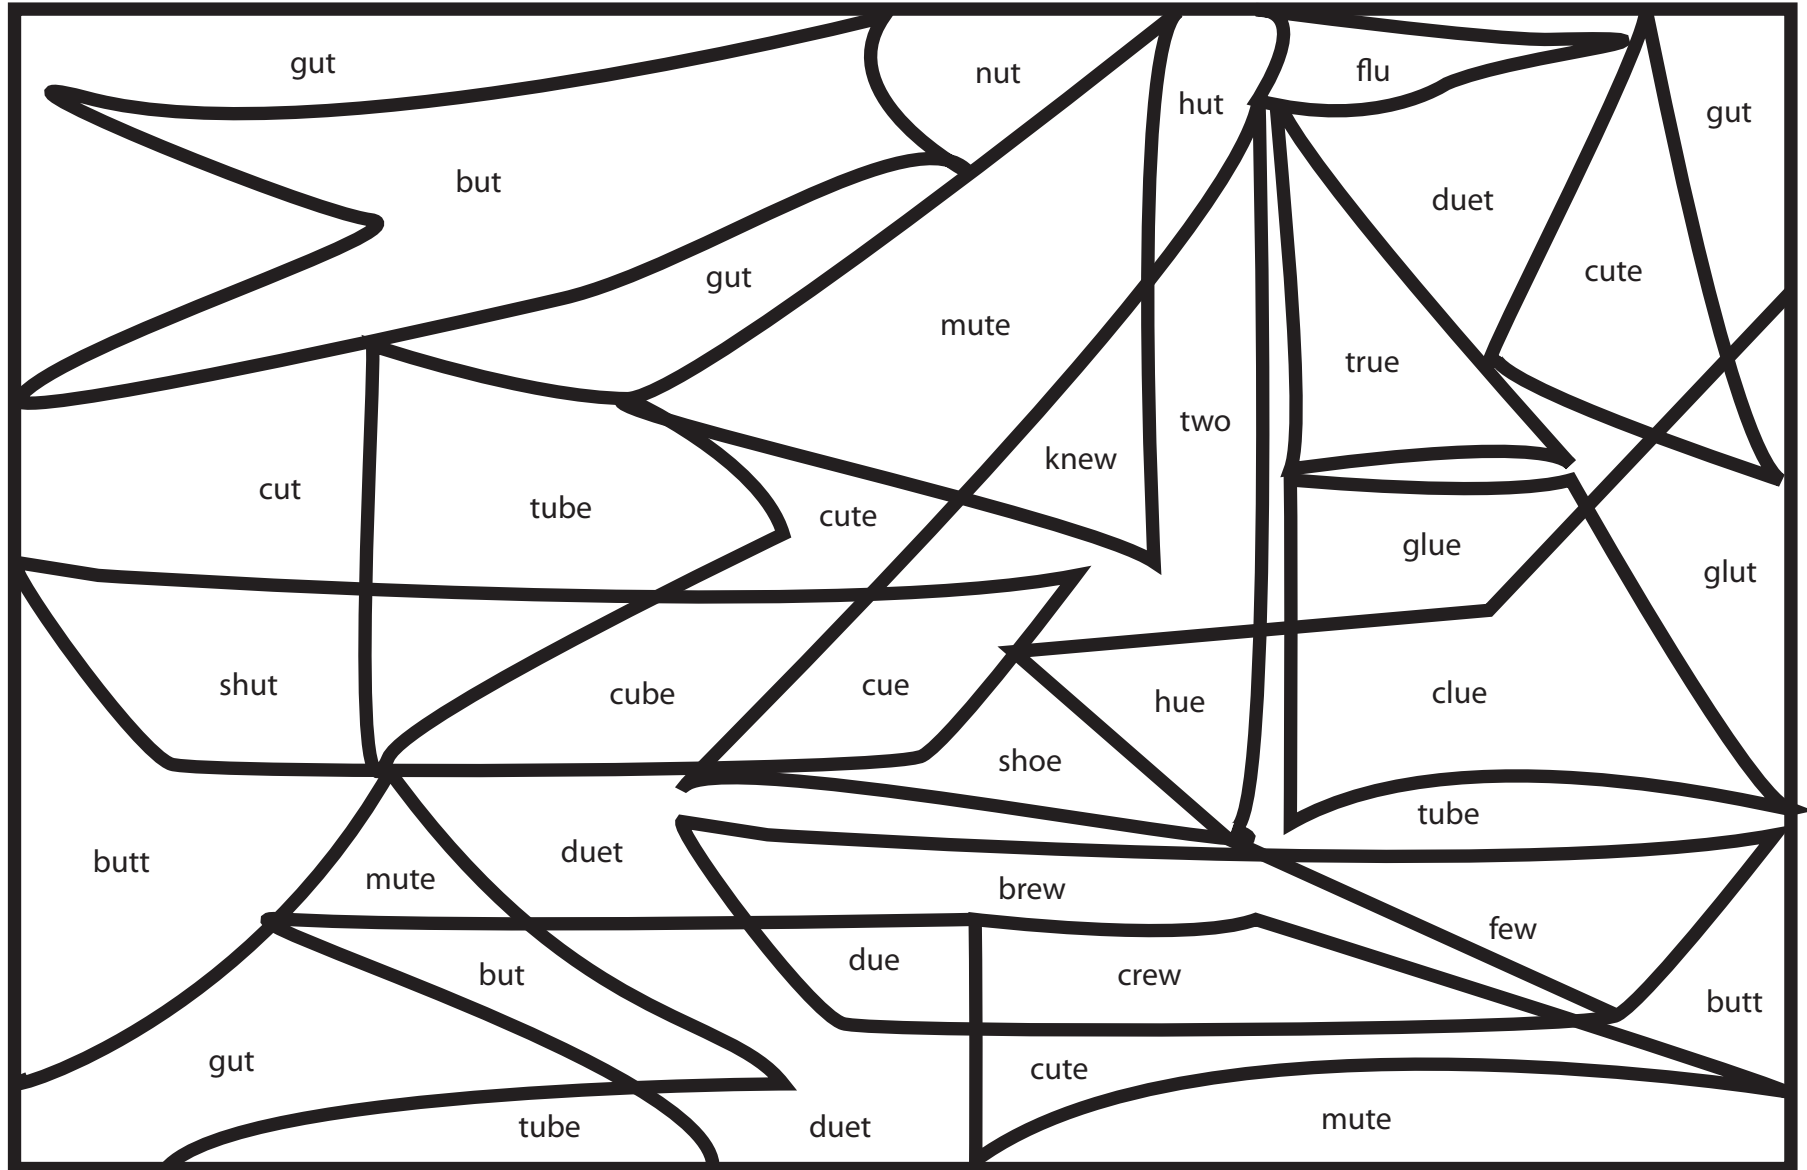 gut
nut
flu
hut
gut
but
duet
cute
gut
mute
true
two
knew
cut
tube
cute
glue
glut
shut
cube
cue
hue
clue
shoe
tube
butt
mute
duet
brew
few
but
due
crew
butt
gut
cute
tube
duet
mute